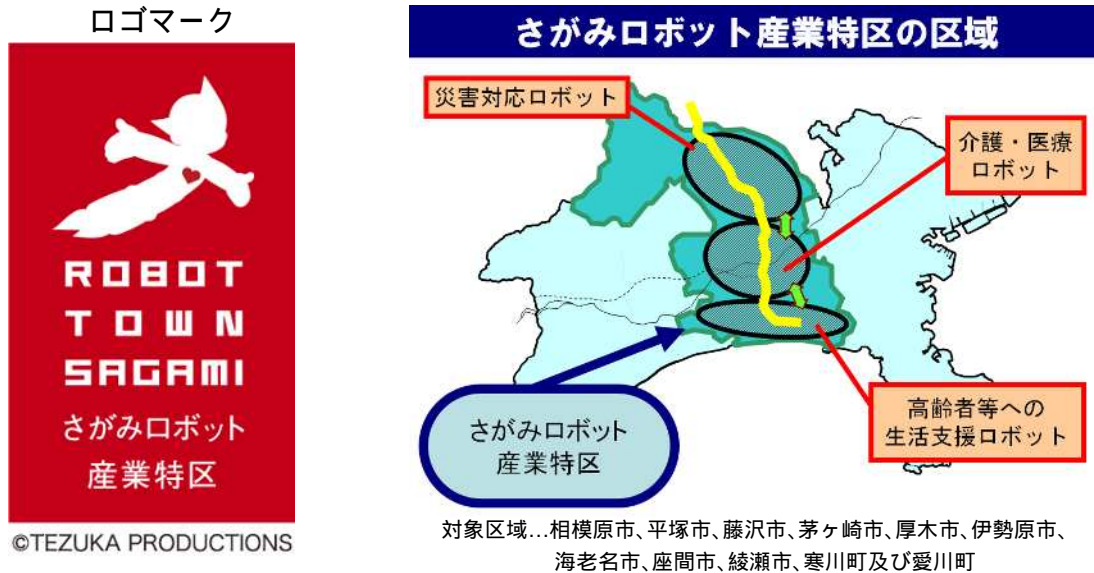 ロゴマーク
ROBOT
TOWN
SAGAMI
さがみロボット
産業特区
©TEZUKA PRODUCTIONS
さがみロボット産業特区の区域
災害対応ロボット
介護・医療
ロボット
高齢者等への
生活支援ロボット
さがみロボット
産業特区
対象区域…相模原市、平塚市、藤沢市、茅ヶ崎市、厚木市、伊勢原市、
海老名市、座間市、綾瀬市、寒川町及び愛川町